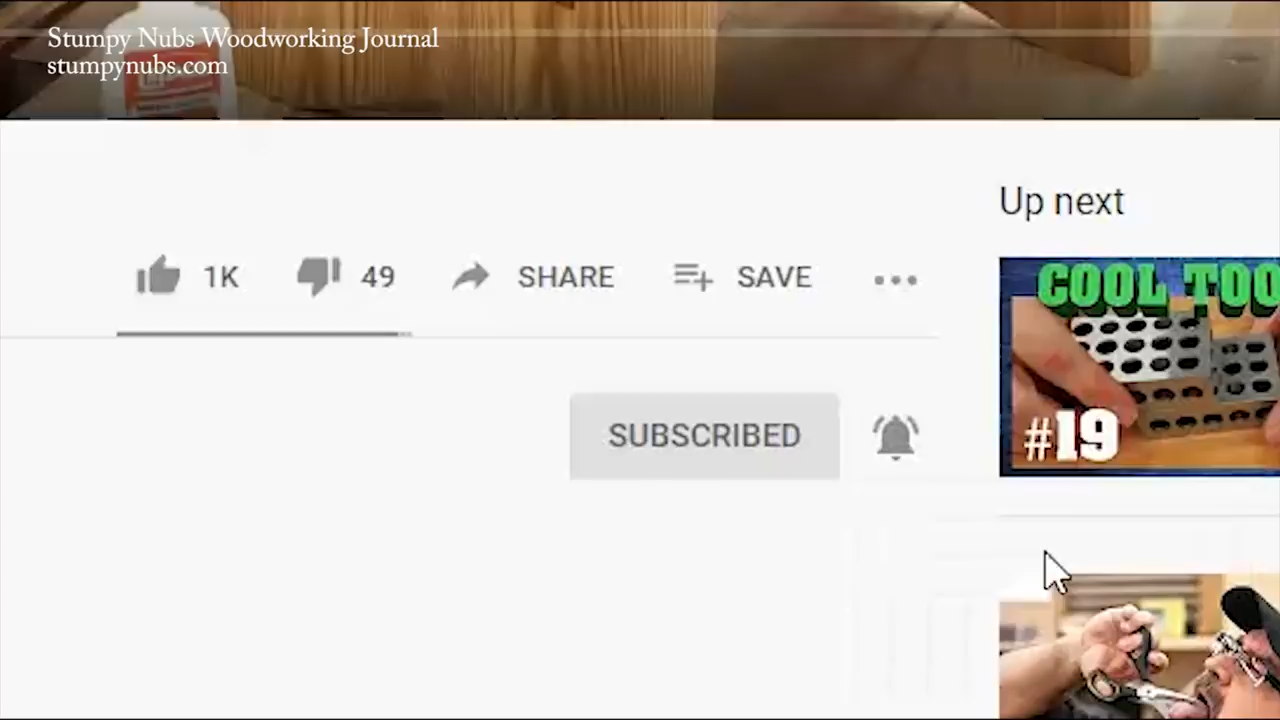 Stumpy Nubs Woodworking Journal
stumpynubs.com
Up next
1K 49 SHARE SAVE
COOL TOO
#19
SUBSCRIBED